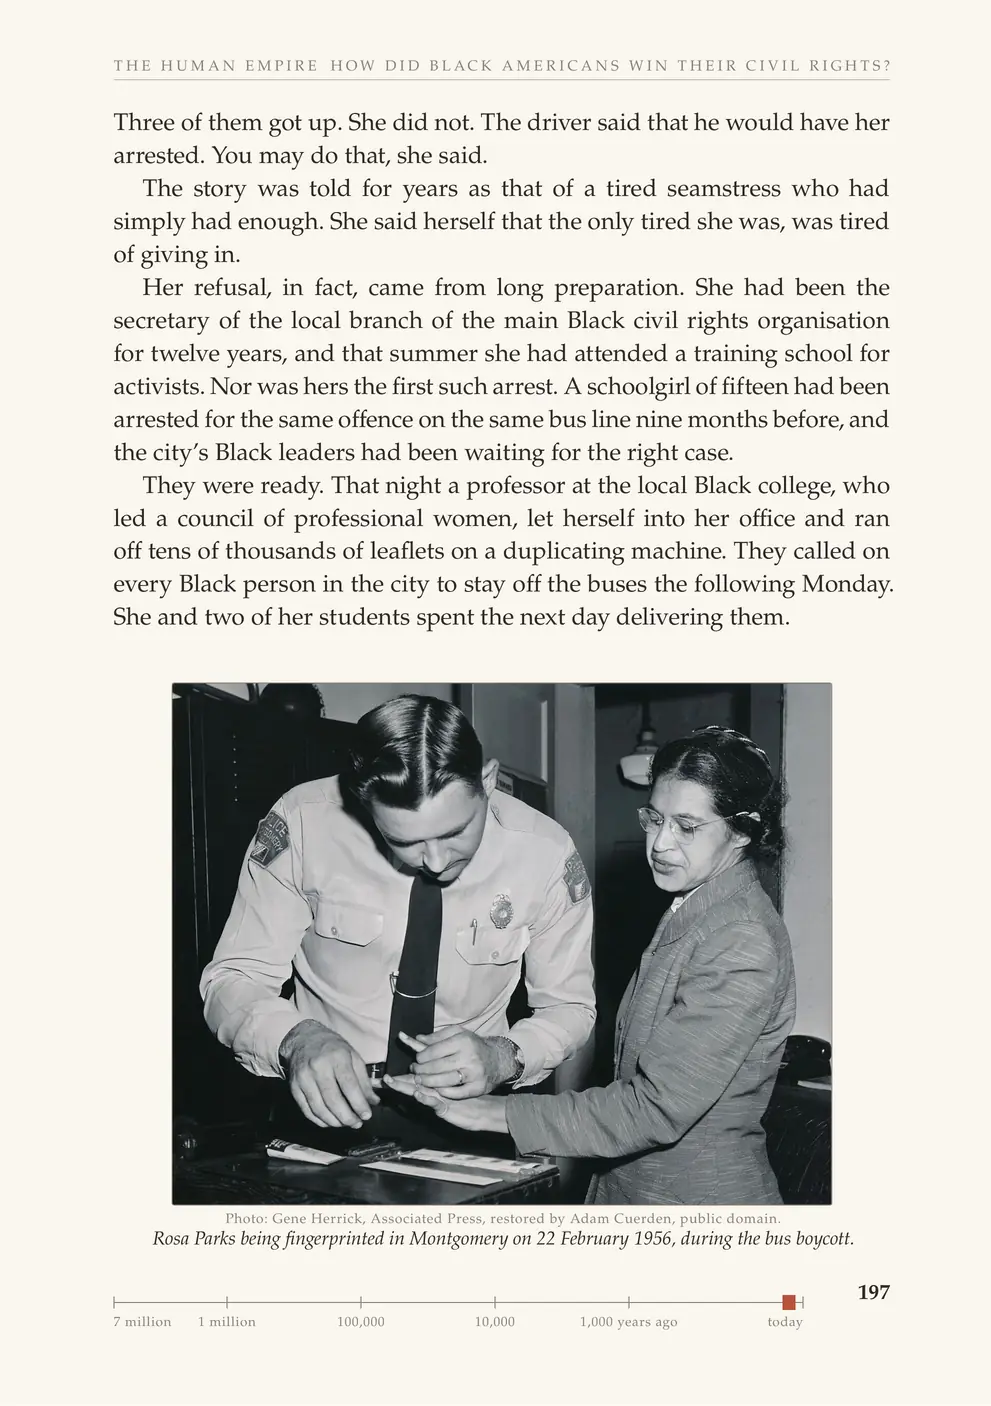 THE HUMAN EMPIRE HOW DID BLACK AMERICANS WIN THEIR CIVIL RIGHTS?
Three of them got up. She did not. The driver said that he would have her
arrested. You may do that, she said.
The story was told for years as that of a tired seamstress who had
simply had enough. She said herself that the only tired she was, was tired
of giving in.
Her refusal, in fact, came from long preparation. She had been the
secretary of the local branch of the main Black civil rights organisation
for twelve years, and that summer she had attended a training school for
activists. Nor was hers the first such arrest. A schoolgirl of fifteen had been
arrested for the same offence on the same bus line nine months before, and
the city’s Black leaders had been waiting for the right case.
They were ready. That night a professor at the local Black college, who
led a council of professional women, let herself into her office and ran
off tens of thousands of leaflets on a duplicating machine. They called on
every Black person in the city to stay off the buses the following Monday.
She and two of her students spent the next day delivering them.
Photo: Gene Herrick, Associated Press, restored by Adam Cuerden, public domain.
Rosa Parks being fingerprinted in Montgomery on 22 February 1956, during the bus boycott.
197
7 million 1 million 100,000 10,000 1,000 years ago today